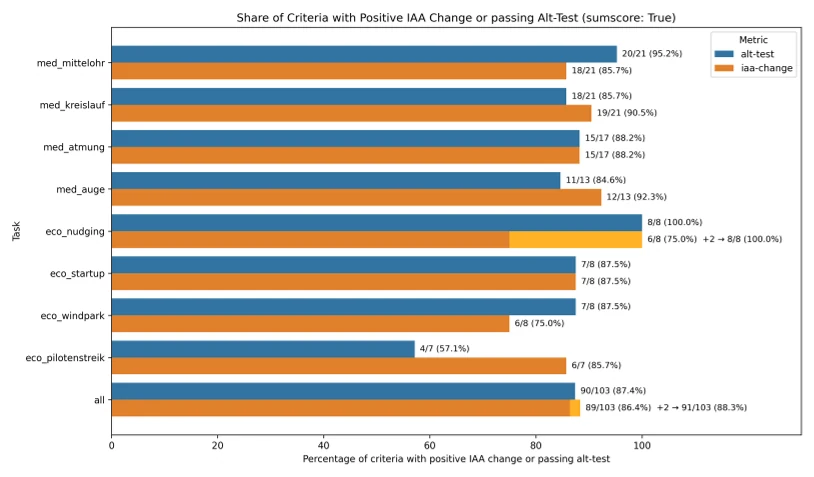 Share of Criteria with Positive IAA Change or passing Alt-Test (sumscore: True)
Metric
alt-test
iaa-change
Task
med_mittelohr
20/21 (95.2%)
18/21 (85.7%)
med_kreislauf
18/21 (85.7%)
19/21 (90.5%)
med_atmung
15/17 (88.2%)
15/17 (88.2%)
med_auge
11/13 (84.6%)
12/13 (92.3%)
eco_nudging
8/8 (100.0%)
6/8 (75.0%) +2 → 8/8 (100.0%)
eco_startup
7/8 (87.5%)
7/8 (87.5%)
eco_windpark
7/8 (87.5%)
6/8 (75.0%)
eco_pilotenstreik
4/7 (57.1%)
6/7 (85.7%)
all
90/103 (87.4%)
89/103 (86.4%) +2 → 91/103 (88.3%)
0 20 40 60 80 100
Percentage of criteria with positive IAA change or passing alt-test